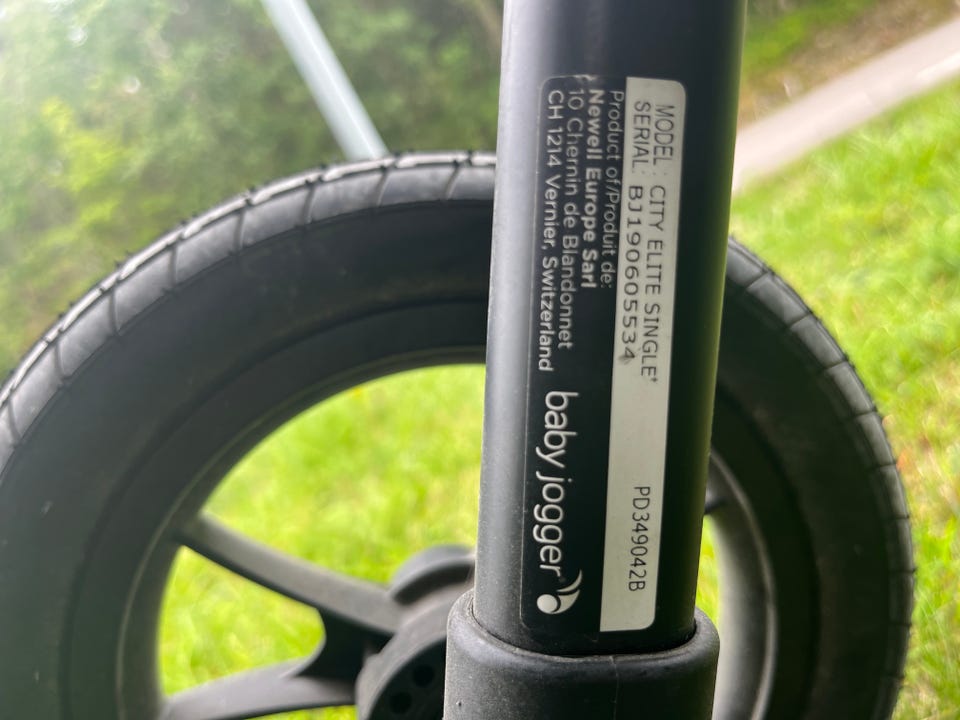 MODEL : CITY ELITE SINGLE*
SERIAL: BJ190605534
PD349042B
Product of/Produit de:
Newell Europe Sarl
10 Chemin de Blandonnet
CH 1214 Vernier, Switzerland
baby jogger®